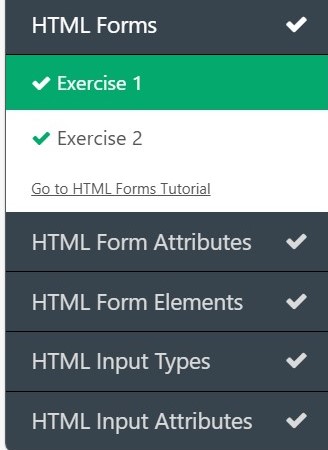 HTML Forms
Exercise 1
Exercise 2
Go to HTML Forms Tutorial
HTML Form Attributes
HTML Form Elements
HTML Input Types
HTML Input Attributes